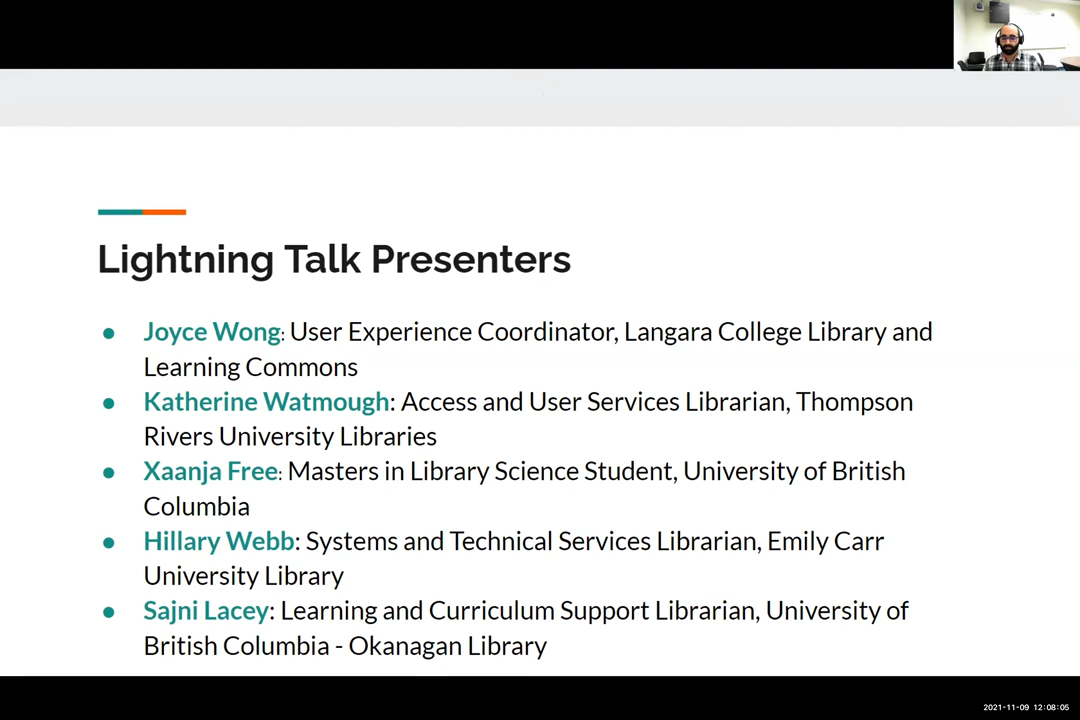 Lightning Talk Presenters
● Joyce Wong: User Experience Coordinator, Langara College Library and
Learning Commons
● Katherine Watmough: Access and User Services Librarian, Thompson
Rivers University Libraries
● Xaanja Free: Masters in Library Science Student, University of British
Columbia
● Hillary Webb: Systems and Technical Services Librarian, Emily Carr
University Library
● Sajni Lacey: Learning and Curriculum Support Librarian, University of
British Columbia - Okanagan Library
2021-11-09 12:08:05